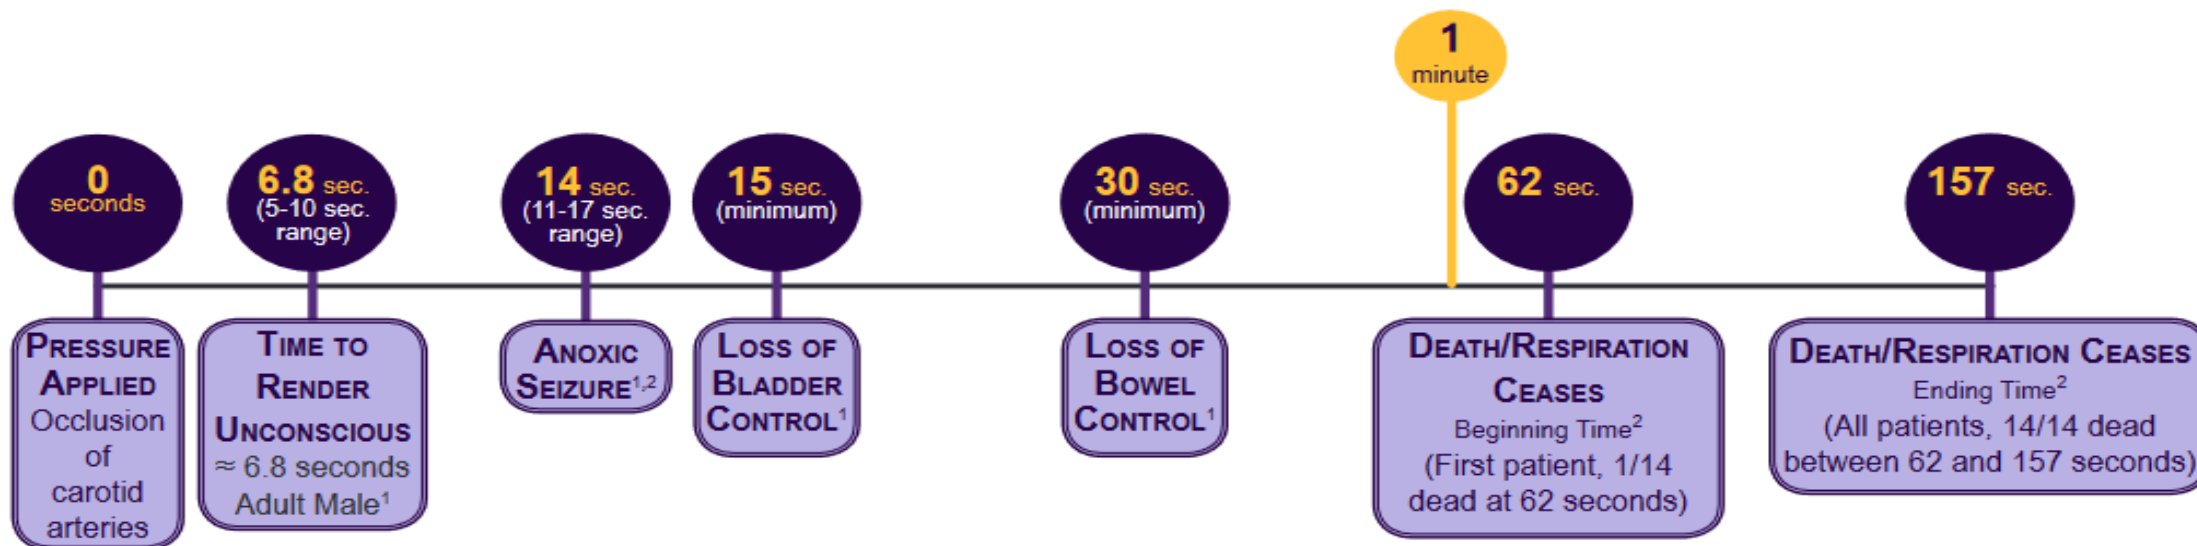 1
minute
0
seconds
6.8 sec.
(5-10 sec.
range)
14 sec.
(11-17 sec.
range)
15 sec.
(minimum)
30 sec.
(minimum)
62 sec.
157 sec.
PRESSURE
APPLIED
Occlusion
of
carotid
arteries
TIME TO
RENDER
UNCONSCIOUS
≈ 6.8 seconds
Adult Male¹
ANOXIC
SEIZURE¹,²
LOSS OF
BLADDER
CONTROL¹
LOSS OF
BOWEL
CONTROL¹
DEATH/RESPIRATION
CEASES
Beginning Time²
(First patient, 1/14
dead at 62 seconds)
DEATH/RESPIRATION CEASES
Ending Time²
(All patients, 14/14 dead
between 62 and 157 seconds)